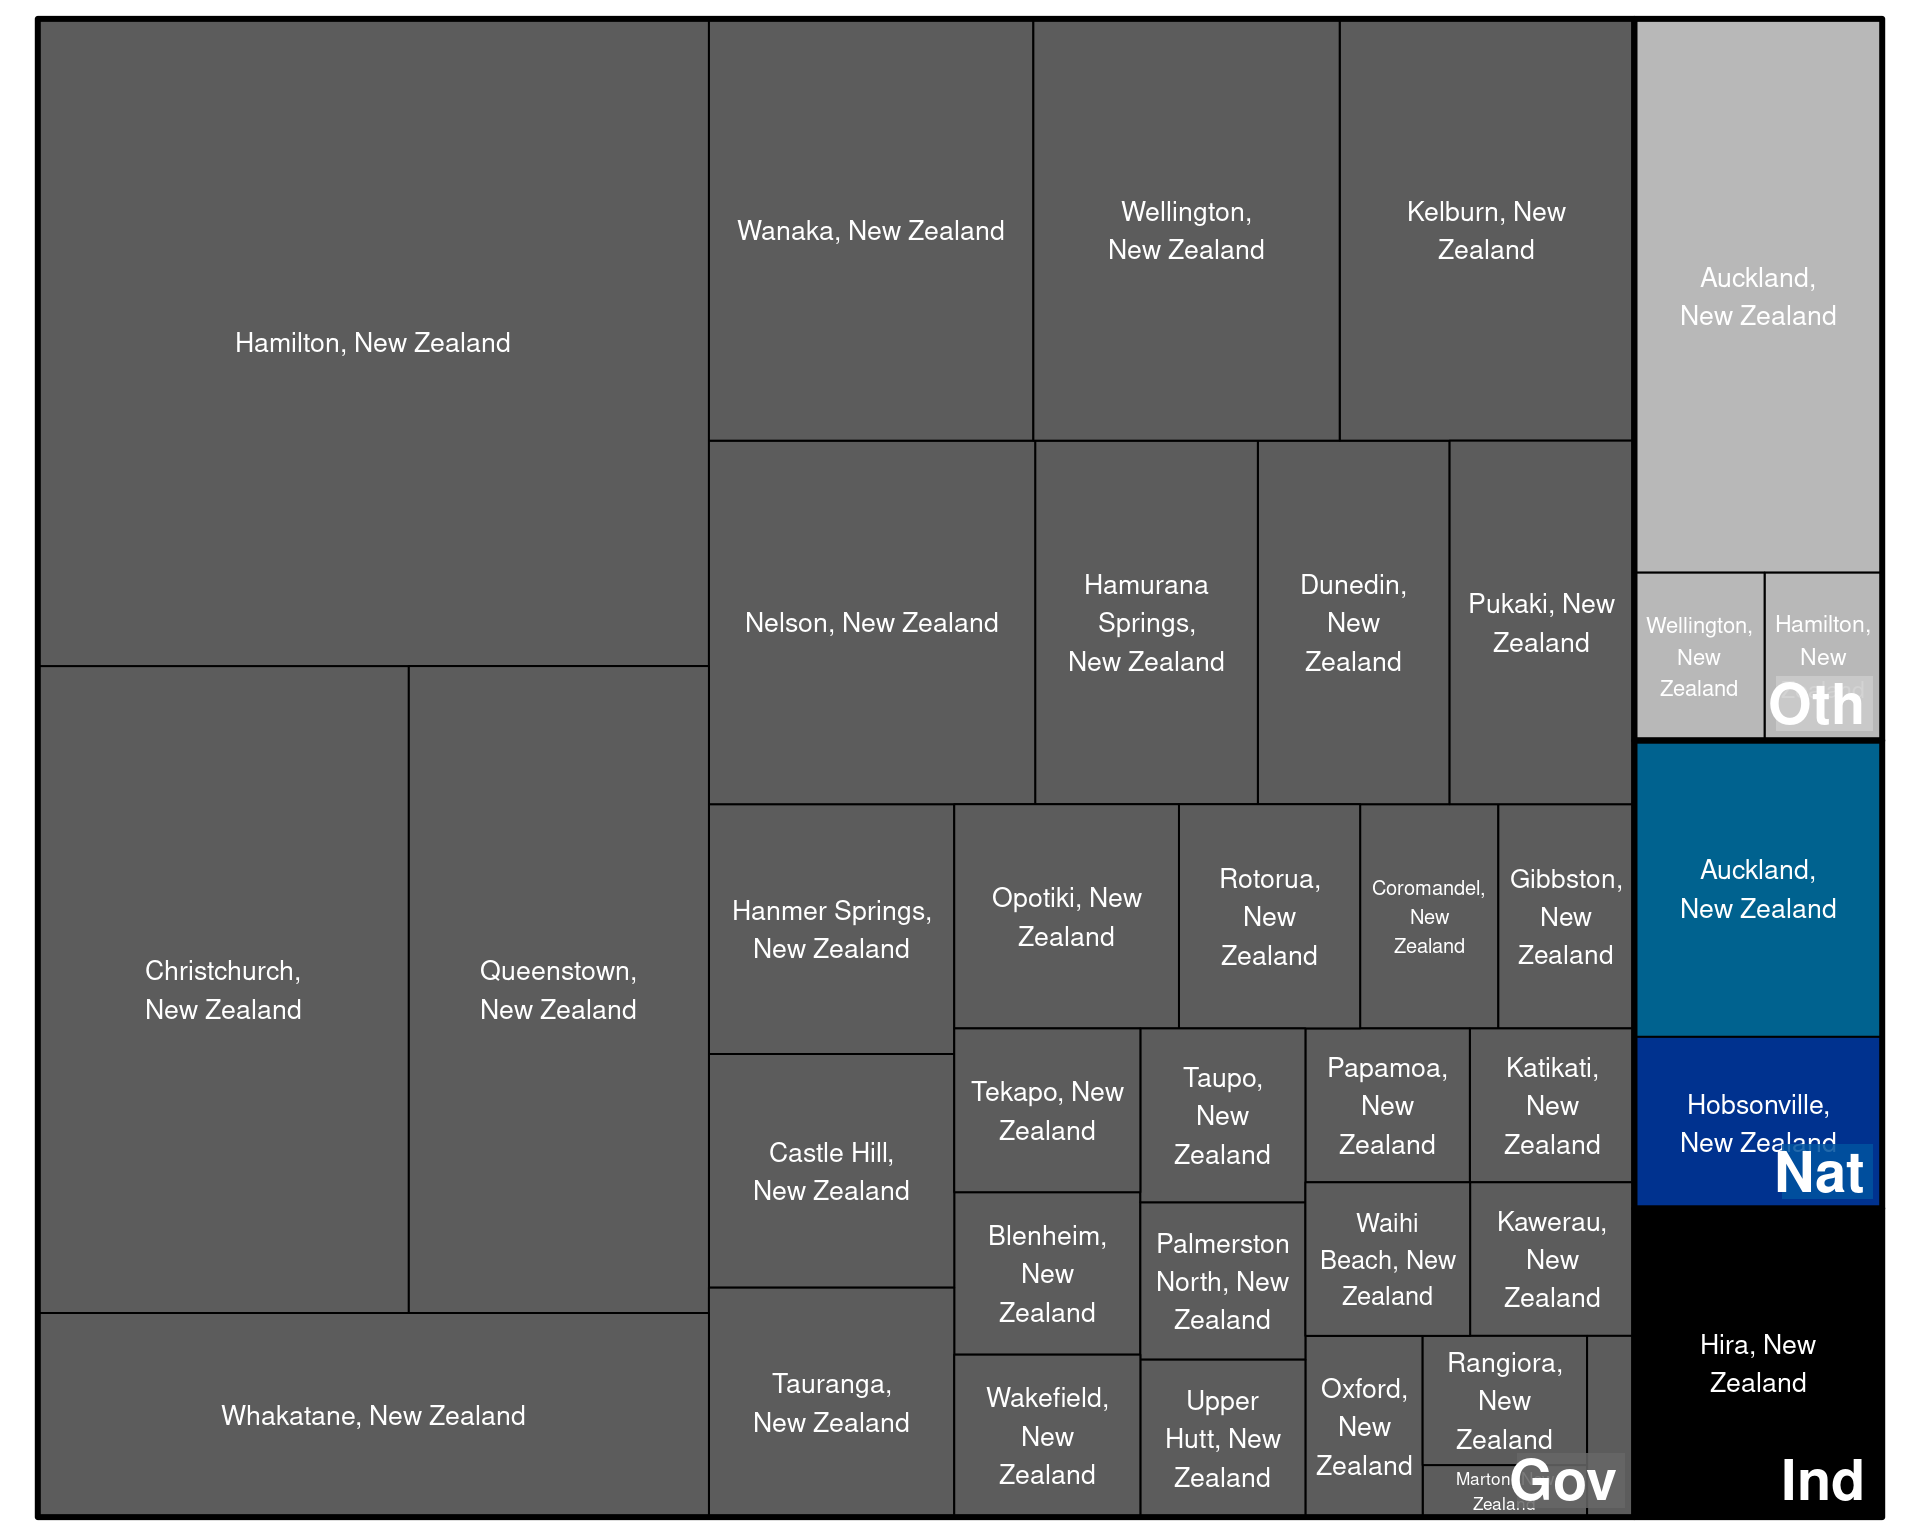 Hamilton, New Zealand
Wanaka, New Zealand
Wellington,
New Zealand
Kelburn, New
Zealand
Auckland,
New Zealand
Nelson, New Zealand
Hamurana
Springs,
New Zealand
Dunedin,
New
Zealand
Pukaki, New
Zealand
Wellington,
New
Zealand
Hamilton,
New
Oth
Christchurch,
New Zealand
Queenstown,
New Zealand
Hanmer Springs,
New Zealand
Opotiki, New
Zealand
Rotorua,
New
Zealand
Coromandel,
New
Zealand
Gibbston,
New
Zealand
Auckland,
New Zealand
Castle Hill,
New Zealand
Tekapo, New
Zealand
Taupo,
New
Zealand
Papamoa,
New
Zealand
Katikati,
New
Zealand
Hobsonville,
New Zealand
Nat
Blenheim,
New
Zealand
Palmerston
North, New
Zealand
Waihi
Beach, New
Zealand
Kawerau,
New
Zealand
Whakatane, New Zealand
Tauranga,
New Zealand
Wakefield,
New
Zealand
Upper
Hutt, New
Zealand
Oxford,
New
Zealand
Rangiora,
New
Zealand
Marton
Zealand
Gov
Hira, New
Zealand
Ind